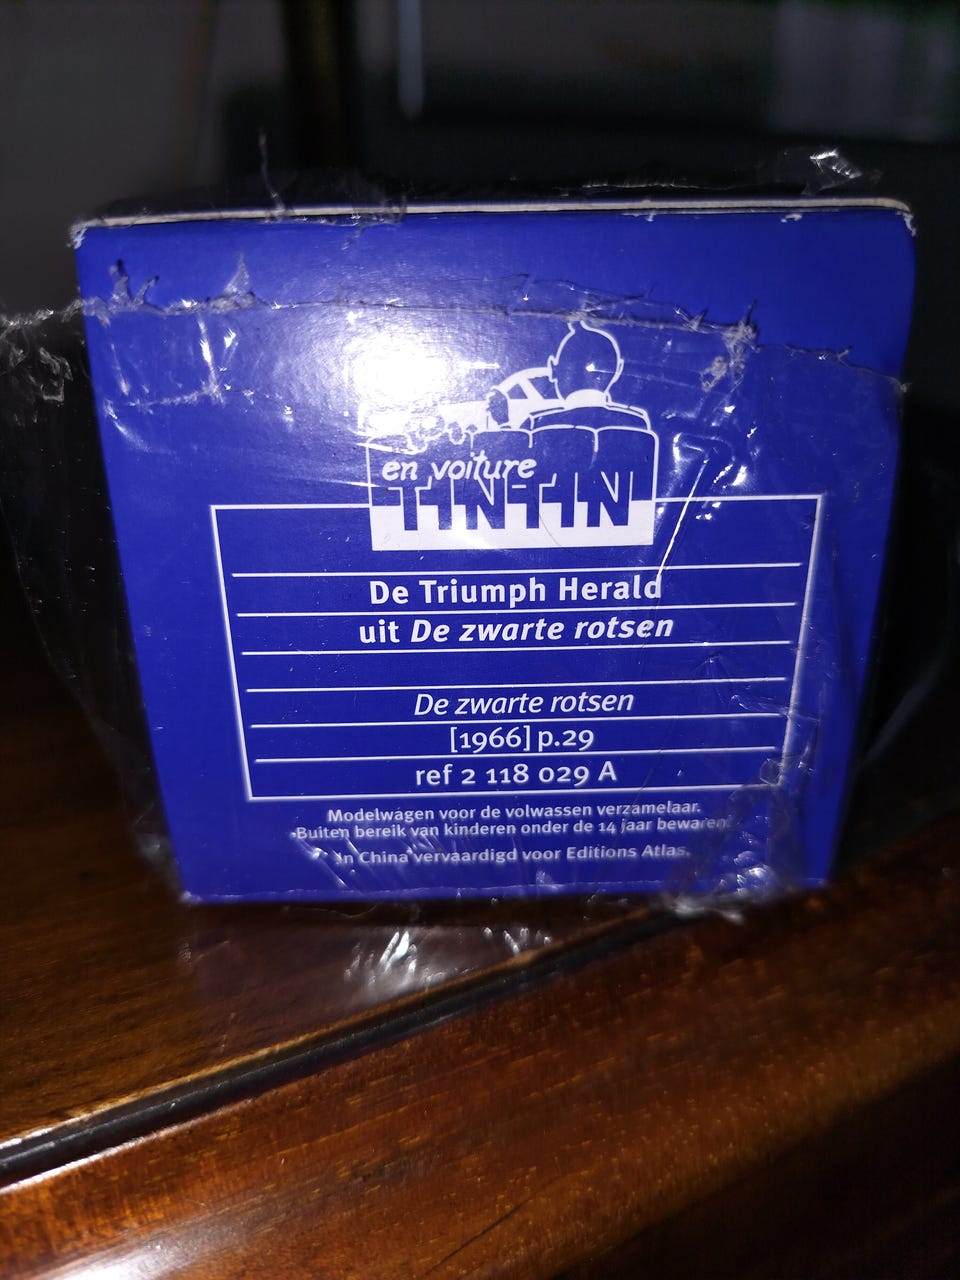 en voiture
TINTIN
De Triumph Herald
uit De zwarte rotsen
De zwarte rotsen
[1966] p.29
ref 2 118 029 A
Modelwagen voor de volwassen verzamelaar.
Buiten bereik van kinderen onder de 14 jaar bewaren.
In China vervaardigd voor Editions Atlas.